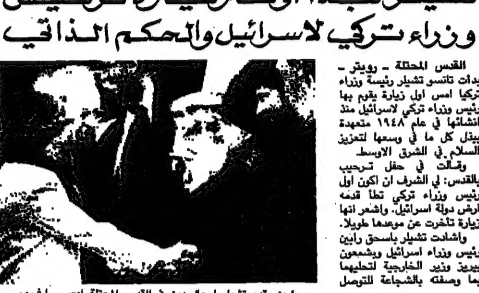 وزراء تركي لاسرائيل والحكم الذاتي
القدس المحتلة - رويتر -
بدأت تانسو تشيلر رئيسة وزراء
تركيا امس اول زيارة يقوم بها
رئيس وزراء تركي لاسرائيل منذ
انشائها في عام ١٩٤٨ متعهدة
ببذل كل ما في وسعها لتعزيز
السلام في الشرق الاوسط.
وقالت في حفل ترحيب
بالقدس: لي الشرف ان اكون اول
رئيس وزراء تركي تطأ قدمه
ارض دولة اسرائيل. واشعر انها
زيارة تأخرت عن موعدها طويلا.
واشادت تشيلر باسحق رابين
رئيس وزراء اسرائيل وبشمعون
بيريز وزير الخارجية لتحليهما
بما وصفته بالشجاعة للتوصل